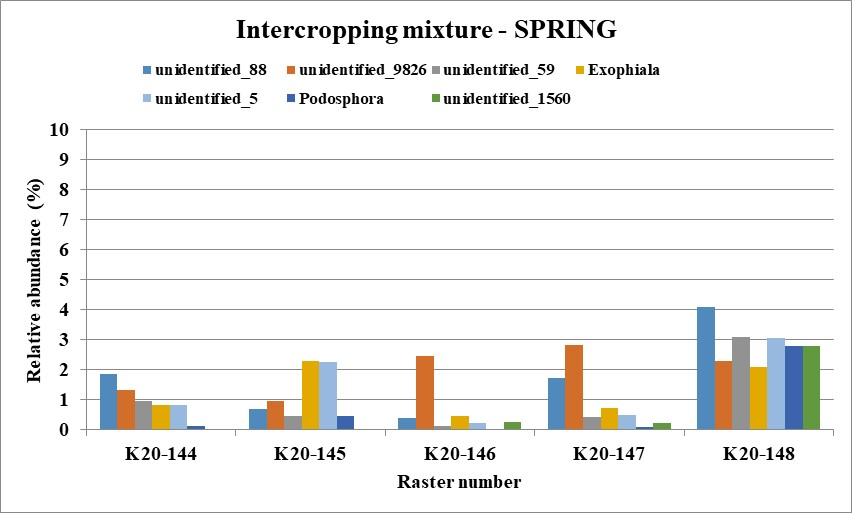 Intercropping mixture - SPRING
unidentified_88 unidentified_9826 unidentified_59 Exophiala
unidentified_5 Podosphora unidentified_1560
10
9
8
7
6
5
4
3
2
1
0
Relative abundance (%)
K20-144 K20-145 K20-146 K20-147 K20-148
Raster number